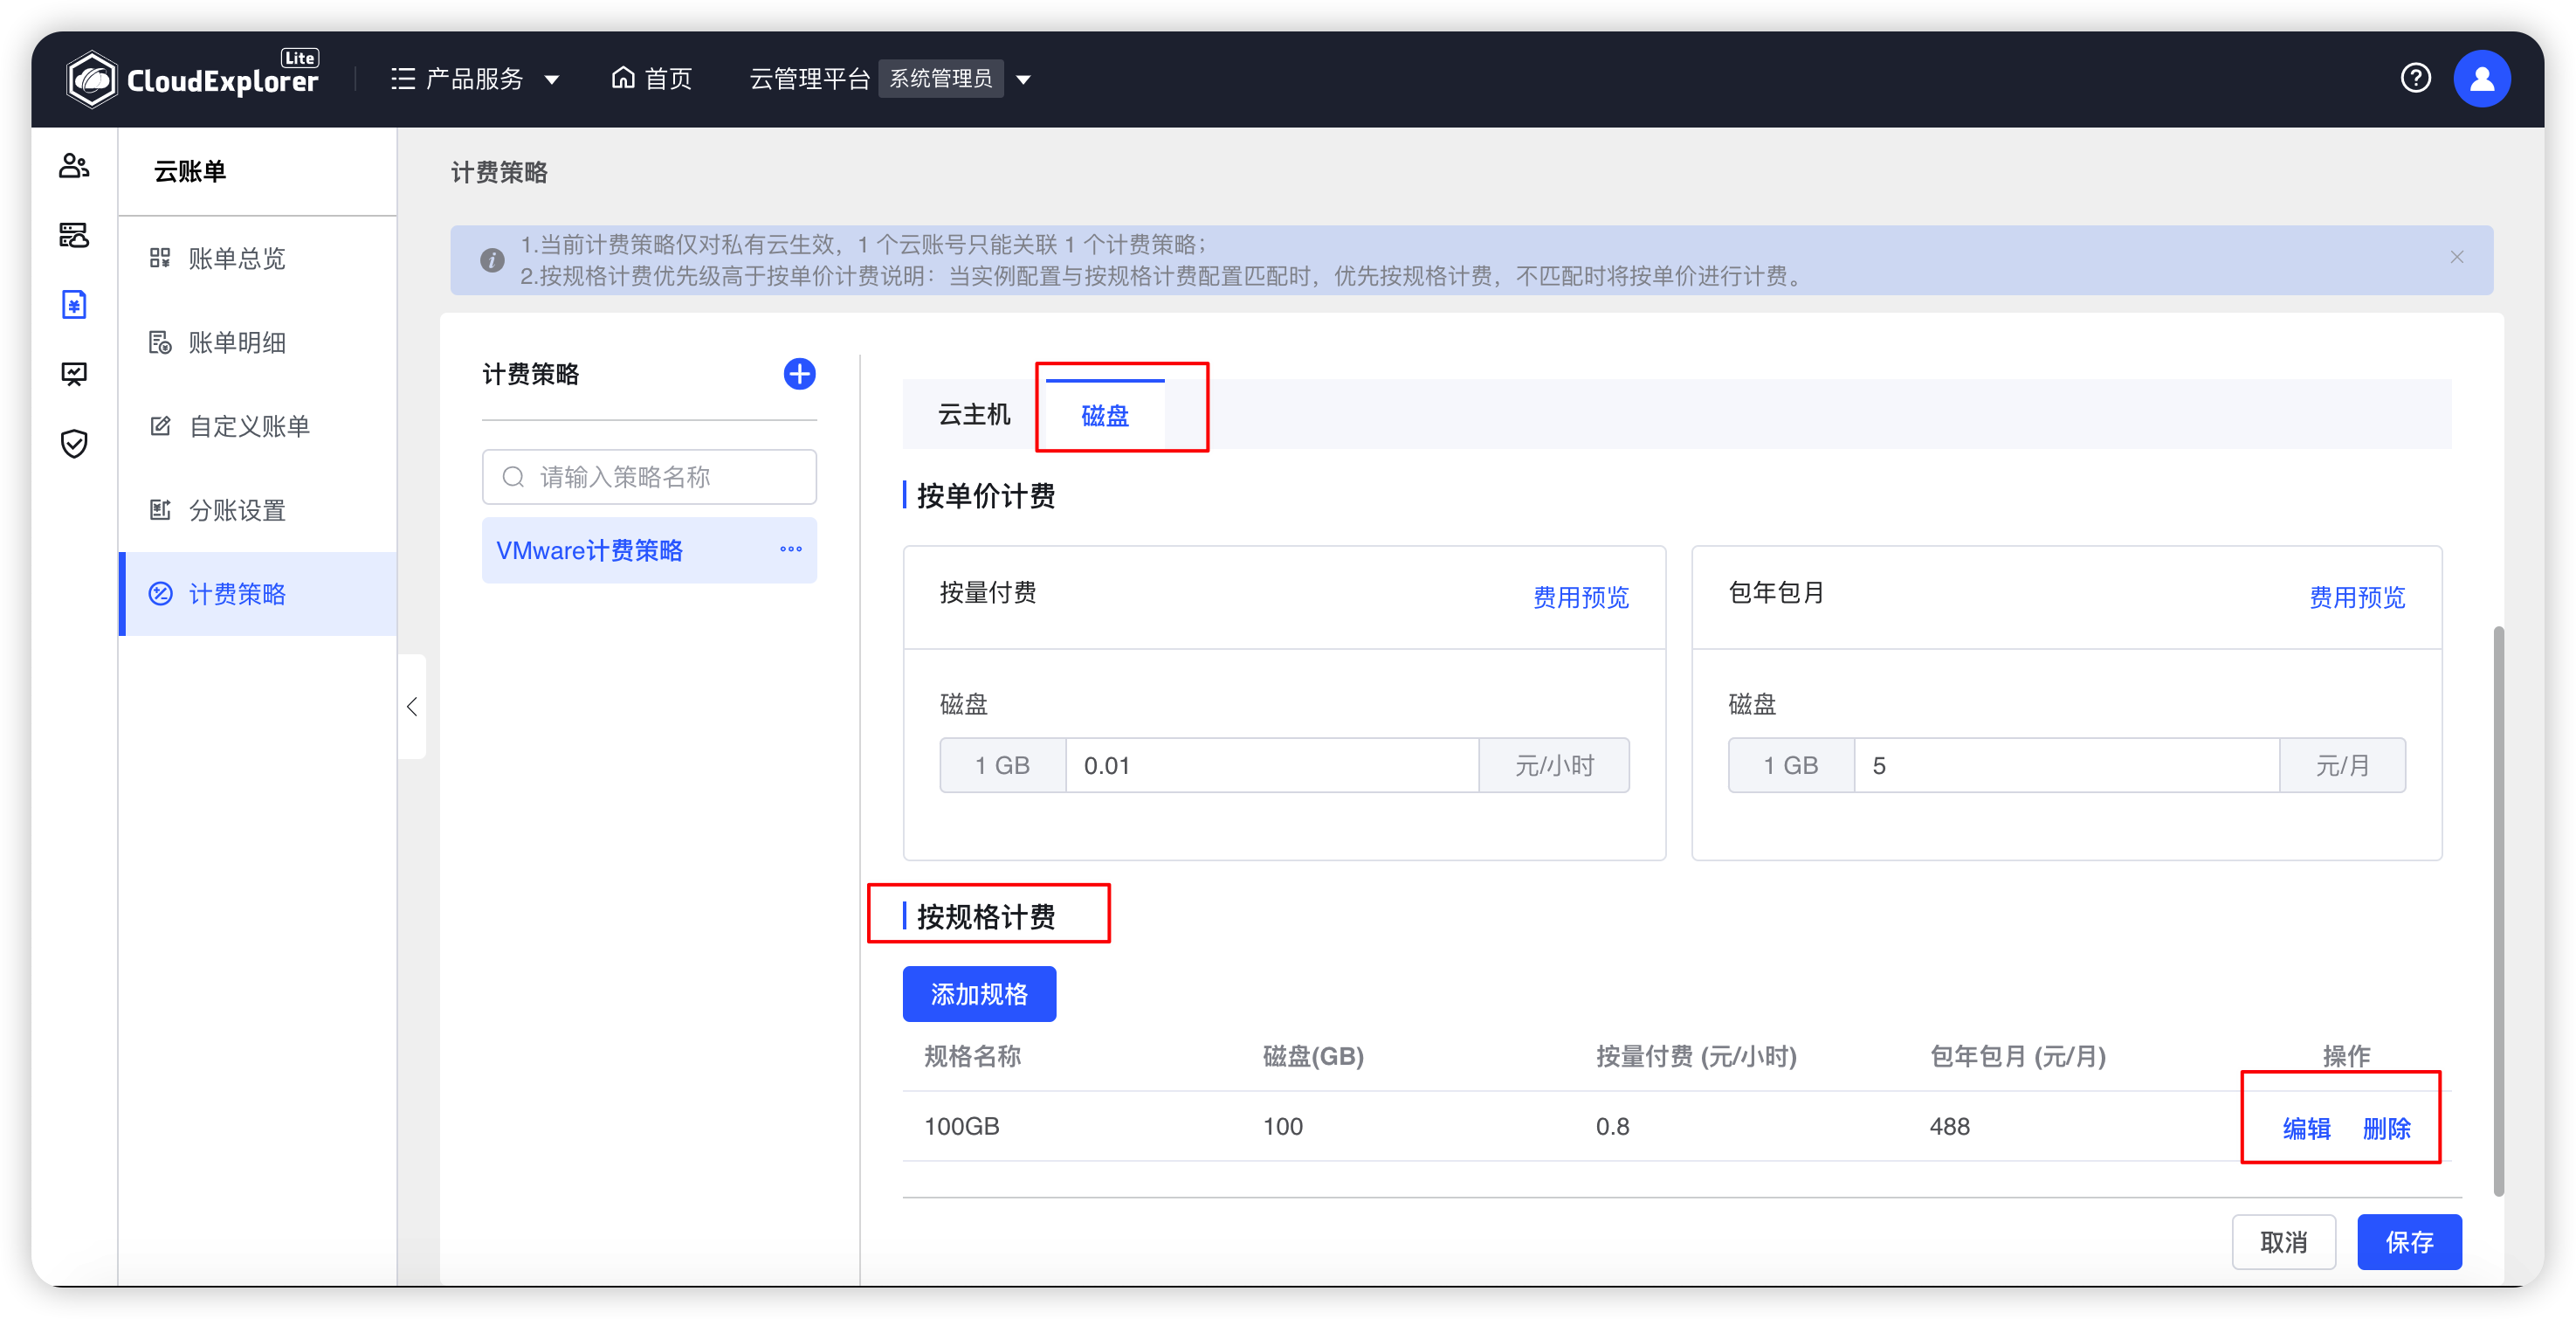 CloudExplorer Lite
产品服务
首页
云管理平台 系统管理员
云账单
账单总览
账单明细
自定义账单
分账设置
计费策略
计费策略
1.当前计费策略仅对私有云生效，1 个云账号只能关联 1 个计费策略；
2.按规格计费优先级高于按单价计费说明：当实例配置与按规格计费配置匹配时，优先按规格计费，不匹配时将按单价进行计费。
计费策略
请输入策略名称
VMware计费策略
云主机 磁盘
按单价计费
按量付费 费用预览
磁盘
1 GB 0.01 元/小时
包年包月 费用预览
磁盘
1 GB 5 元/月
按规格计费
添加规格
规格名称 磁盘(GB) 按量付费 (元/小时) 包年包月 (元/月) 操作
100GB 100 0.8 488 编辑 删除
取消 保存